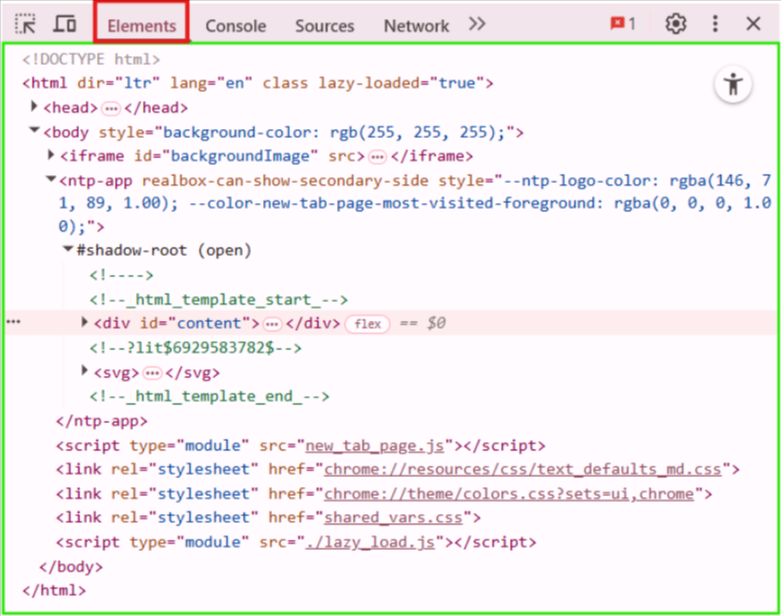 Elements Console Sources Network 1
<!DOCTYPE html>
<html dir="ltr" lang="en" class lazy-loaded="true">
<head> … </head>
<body style="background-color: rgb(255, 255, 255);">
<iframe id="backgroundImage" src> … </iframe>
<ntp-app realbox-can-show-secondary-side style="--ntp-logo-color: rgba(146, 7
1, 89, 1.00); --color-new-tab-page-most-visited-foreground: rgba(0, 0, 0, 1.0
0);">
#shadow-root (open)
<!---->
<!--_html_template_start_-->
… <div id="content"> … </div> flex == $0
<!--?lit$6929583782$-->
<svg> … </svg>
<!--_html_template_end_-->
</ntp-app>
<script type="module" src="new_tab_page.js"></script>
<link rel="stylesheet" href="chrome://resources/css/text_defaults_md.css">
<link rel="stylesheet" href="chrome://theme/colors.css?sets=ui,chrome">
<link rel="stylesheet" href="shared_vars.css">
<script type="module" src="./lazy_load.js"></script>
</body>
</html>